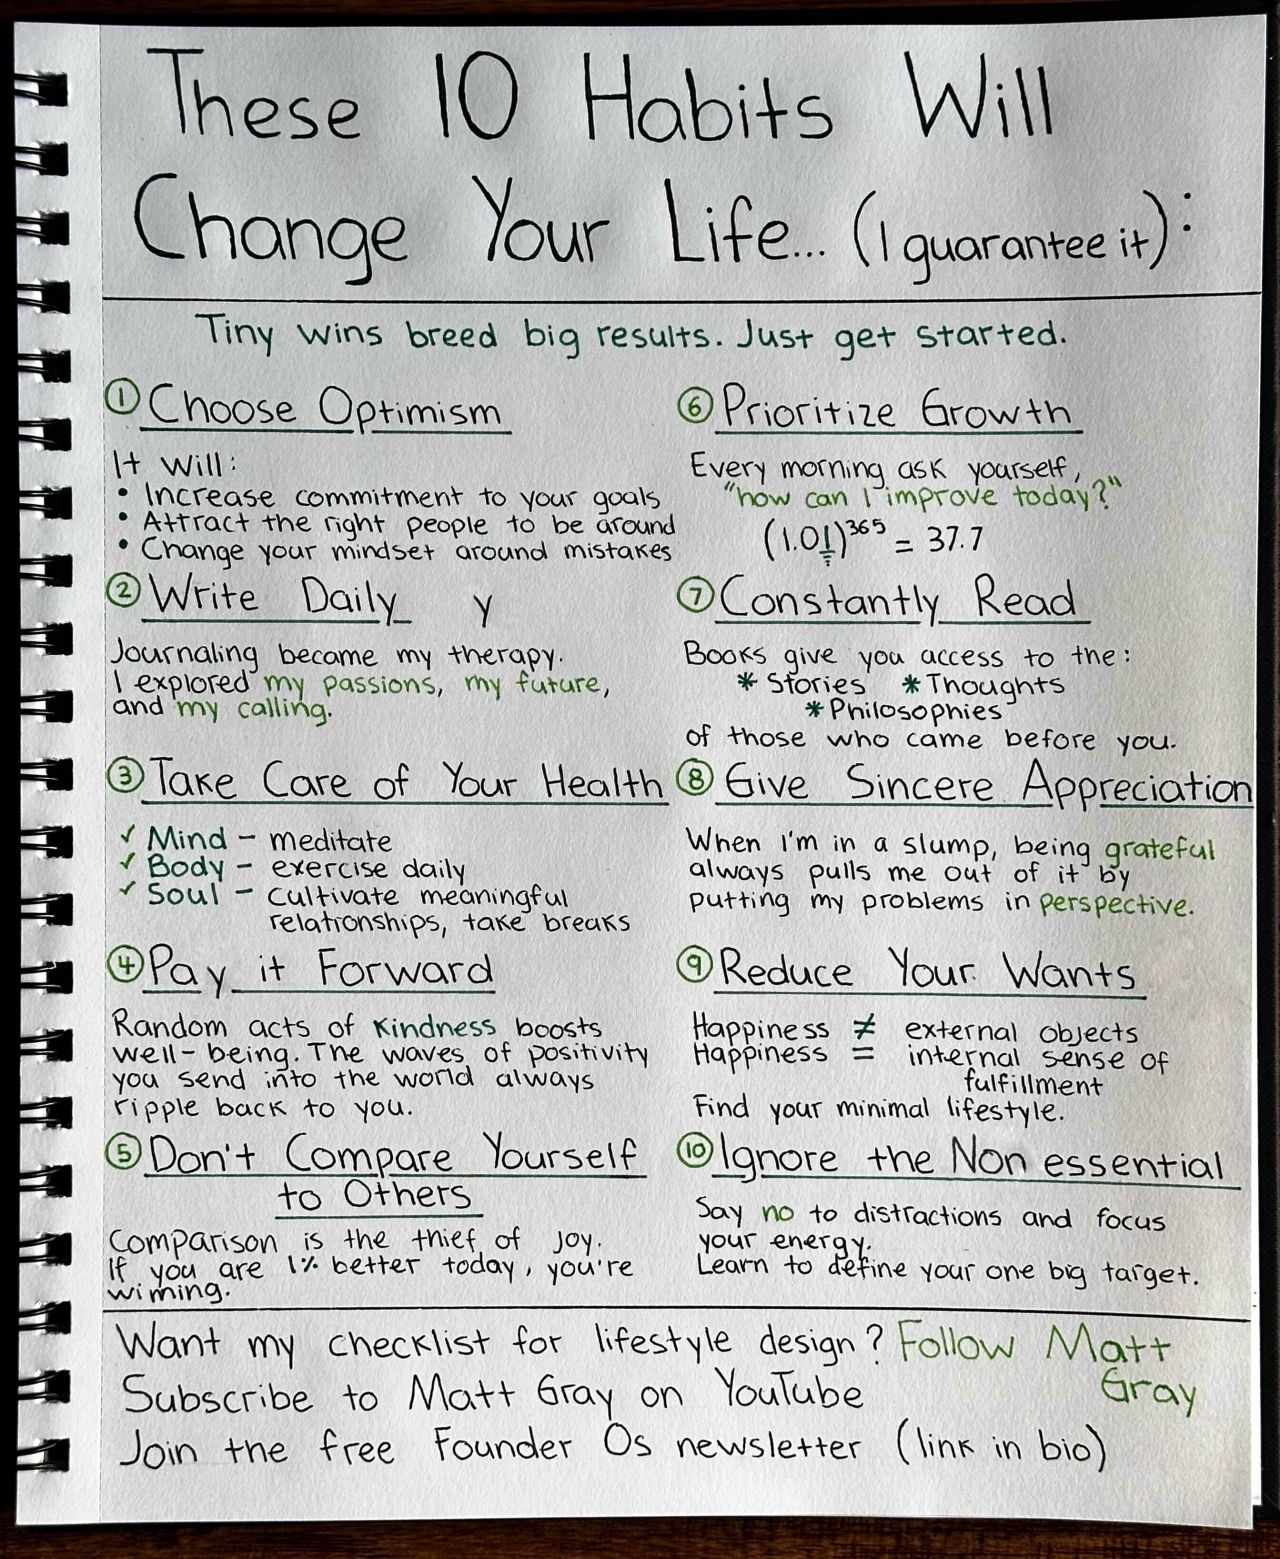 These 10 Habits Will
Change Your Life... (I guarantee it):
Tiny wins breed big results. Just get started.
① Choose Optimism
It will:
• Increase commitment to your goals
• Attract the right people to be around
• Change your mindset around mistakes
② Write Daily y
Journaling became my therapy.
I explored my passions, my future,
and my calling.
③ Take Care of Your Health
✓ Mind - meditate
✓ Body - exercise daily
✓ Soul - cultivate meaningful
relationships, take breaks
④ Pay it Forward
Random acts of kindness boosts
well-being. The waves of positivity
you send into the world always
ripple back to you.
⑤ Don't Compare Yourself
to Others
Comparison is the thief of joy.
If you are 1% better today, you're
winning.
⑥ Prioritize Growth
Every morning ask yourself,
"how can I improve today?"
(1.01)^365 = 37.7
⑦ Constantly Read
Books give you access to the:
* Stories * Thoughts
* Philosophies
of those who came before you.
⑧ Give Sincere Appreciation
When I'm in a slump, being grateful
always pulls me out of it by
putting my problems in perspective.
⑨ Reduce Your Wants
Happiness ≠ external objects
Happiness = internal sense of
fulfillment
Find your minimal lifestyle.
⑩ Ignore the Non essential
Say no to distractions and focus
your energy.
Learn to define your one big target.
Want my checklist for lifestyle design? Follow Matt
Gray
Subscribe to Matt Gray on YouTube
Join the free Founder Os newsletter (link in bio)